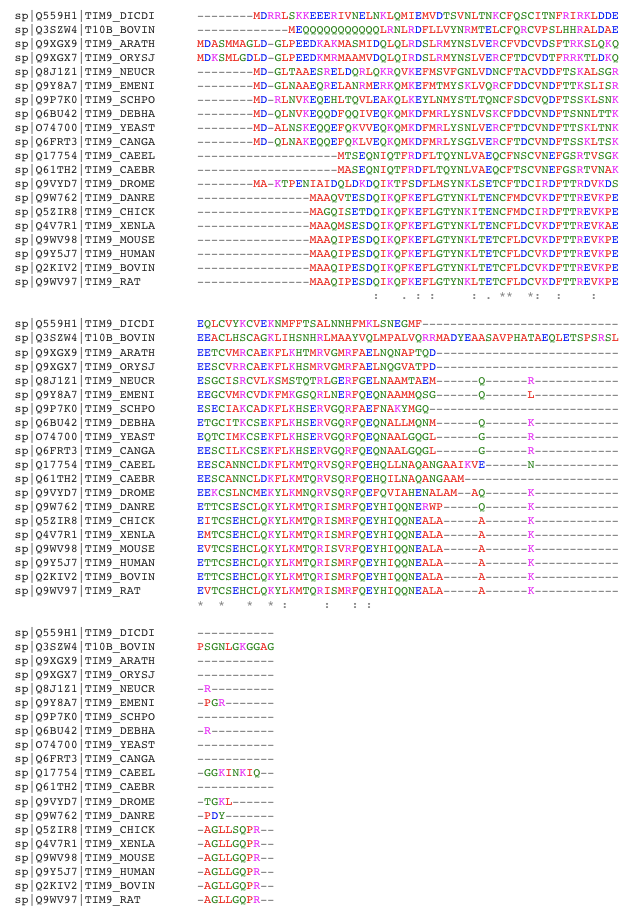 sp|Q559H1|TIM9_DICDI --------MDRRLSKKEEERIVNELNKLQMIEMVDTSVNLTNKCFQSCITNFRIRKLDDE
sp|Q3SZW4|T10B_BOVIN -------------MEQQQQQQQQQQQLRNLRDFLLVYNRMTELCFQRCVPSLHHRALDAE
sp|Q9XGX9|TIM9_ARATH MDASMMAGLD-GLPEEDKAKMASMIDQLQLRDSLRMYNSLVERCFVDCVDSFTRKSLQKQ
sp|Q9XGX7|TIM9_ORYSJ MDKSMLGDLD-GLPEEDKMRMAAMVDQLQIRDSLRMYNSLVERCFTDCVDTFRRKTLDKQ
sp|Q8J1Z1|TIM9_NEUCR --------MD-GLTAAESRELDQRLQKRQVKEFMSVFGNLVDNCFTACVDDFTSKALSGR
sp|Q9Y8A7|TIM9_EMENI --------MD-GLNAAEQRELANRMERKQMKEFMTMYSKLVQRCFDSCVNDFTTKSLISR
sp|Q9P7K0|TIM9_SCHPO --------MD-RLNVKEQEHLTQVLEAKQLKEYLNMYSTLTQNCFSDCVQDFTSSKLSNK
sp|Q6BU42|TIM9_DEBHA --------MD-QLNVKEQQDFQQIVEQKQMKDFMRLYSNLVSKCFDDCVNDFTSNNLTTK
sp|O74700|TIM9_YEAST --------MD-ALNSKEQQEFQKVVEQKQMKDFMRLYSNLVERCFTDCVNDFTTSKLTNK
sp|Q6FRT3|TIM9_CANGA --------MD-QLNAKEQQEFQKLVEQKQMKDFMRLYSGLVERCFTDCVNDFTTSKLTNK
sp|Q17754|TIM9_CAEEL --------------------MTSEQNIQTFRDFLTQYNLVAEQCFTSCVNEFGSRTVSGK
sp|Q61TH2|TIM9_CAEBR --------------------MTSEQNIQTFRDFLTQYNLVAEQCFNSCVNEFGSRTVNAK
sp|Q9VYD7|TIM9_DROME --------MA-KTPENIAIDQLDKDQIKTFSDFLMSYNKLSETCFTDCIRDFTTRDVKDS
sp|Q9W762|TIM9_DANRE ----------------MAAQVTESDQIKQFKEFLGTYNKLTENCFMDCVKDFTTREVKPE
sp|Q5ZIR8|TIM9_CHICK ----------------MAGQISETDQIKQFKEFLGTYNKITENCFMDCIKDFTTREVKPE
sp|Q4V7R1|TIM9_XENLA ----------------MAAQMSESDQIKQFKEFLGTYNKLTENCFLDCVKDFTTREVKPE
sp|Q9WV98|TIM9_MOUSE ----------------MAAQIPESDQIKQFKEFLGTYNKLTETCFLDCVKDFTTREVKPE
sp|Q9Y5J7|TIM9_HUMAN ----------------MAAQIPESDQIKQFKEFLGTYNKLTETCFLDCVKDFTTREVKPE
sp|Q2KIV2|TIM9_BOVIN ----------------MAAQIPESDQIKQFKEFLGTYNKLTETCFLDCVKDFTTREVKPE
sp|Q9WV97|TIM9_RAT ----------------MAAQIPESDQIKQFKEFLGTYNKLTETCFLDCVKDFTTREVKPE
: . : : : . ** *: : :
sp|Q559H1|TIM9_DICDI EQLCVYKCVEKNMFFTSALNNHFMKLSNEGMF----------------------------
sp|Q3SZW4|T10B_BOVIN EEACLHSCAGKLIHSNHRLMAAYVQLMPALVQRRMADYEAASAVPHATAEQLETSPSRSL
sp|Q9XGX9|TIM9_ARATH EETCVMRCAEKFLKHTMRVGMRFAELNQNAPTQD--------------------------
sp|Q9XGX7|TIM9_ORYSJ EESCVRRCAEKFLKHSMRVGMRFAELNQGVATPD--------------------------
sp|Q8J1Z1|TIM9_NEUCR ESGCISRCVLKSMSTQTRLGERFGELNAAMTAEM------Q------R------------
sp|Q9Y8A7|TIM9_EMENI EEGCVMRCVDKFMKGSQRLNERFQEQNAAMMQSG------Q------L------------
sp|Q9P7K0|TIM9_SCHPO ESECIAKCADKFLKHSERVGQRFAEFNAKYMGQ---------------------------
sp|Q6BU42|TIM9_DEBHA ETGCITKCSEKFLKHSERVGQRFQEQNALLMQNM------Q------K------------
sp|O74700|TIM9_YEAST EQTCIMKCSEKFLKHSERVGQRFQEQNAALGQGL------G------R------------
sp|Q6FRT3|TIM9_CANGA EESCILKCSEKFLKHSERVGQRFQEQNAALGQGL------G------R------------
sp|Q17754|TIM9_CAEEL EESCANNCLDKFLKMTQRVSQRFQEHQLLNAQANGAAIKVE------N------------
sp|Q61TH2|TIM9_CAEBR EESCANNCLDKFLKMTQRVSQRFQEHQILNAQANGAAM----------------------
sp|Q9VYD7|TIM9_DROME EEKCSLNCMEKYLKMNQRVSQRFQEFQVIAHENALAM--AQ------K------------
sp|Q9W762|TIM9_DANRE ETTCSESCLQKYLKMTQRISMRFQEYHIQQNERWP-----Q------K------------
sp|Q5ZIR8|TIM9_CHICK EITCSEHCLQKYLKMTQRISMRFQEYHIQQNEALA-----A------K------------
sp|Q4V7R1|TIM9_XENLA EMTCSEHCLQKYLKMTQRISMRFQEYHIQQNEALA-----A------K------------
sp|Q9WV98|TIM9_MOUSE EVTCSEHCLQKYLKMTQRISVRFQEYHIQQNEALA-----A------K------------
sp|Q9Y5J7|TIM9_HUMAN ETTCSEHCLQKYLKMTQRISMRFQEYHIQQNEALA-----A------K------------
sp|Q2KIV2|TIM9_BOVIN ETTCSEHCLQKYLKMTQRISMRFQEYHIQQNEALA-----A------K------------
sp|Q9WV97|TIM9_RAT EVTCSEHCLQKYLKMTQRISMRFQEYHIQQNEALA-----A------K------------
* * * * : : : :
sp|Q559H1|TIM9_DICDI -----------
sp|Q3SZW4|T10B_BOVIN PSGNLGKGGAG
sp|Q9XGX9|TIM9_ARATH -----------
sp|Q9XGX7|TIM9_ORYSJ -----------
sp|Q8J1Z1|TIM9_NEUCR -R---------
sp|Q9Y8A7|TIM9_EMENI -PGR-------
sp|Q9P7K0|TIM9_SCHPO -----------
sp|Q6BU42|TIM9_DEBHA -R---------
sp|O74700|TIM9_YEAST -----------
sp|Q6FRT3|TIM9_CANGA -----------
sp|Q17754|TIM9_CAEEL -GGKINKIQ--
sp|Q61TH2|TIM9_CAEBR -----------
sp|Q9VYD7|TIM9_DROME -TGKL------
sp|Q9W762|TIM9_DANRE -PDY-------
sp|Q5ZIR8|TIM9_CHICK -AGLLSQPR--
sp|Q4V7R1|TIM9_XENLA -AGLLGQPR--
sp|Q9WV98|TIM9_MOUSE -AGLLGQPR--
sp|Q9Y5J7|TIM9_HUMAN -AGLLGQPR--
sp|Q2KIV2|TIM9_BOVIN -AGLLGQPR--
sp|Q9WV97|TIM9_RAT -AGLLGQPR--